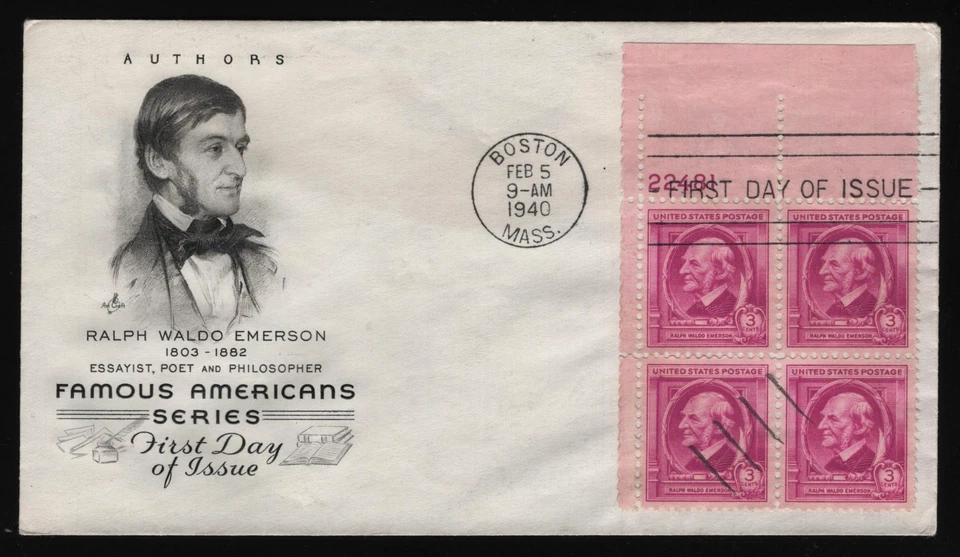 AUTHORS
Art Craft
RALPH WALDO EMERSON
1803 - 1882
ESSAYIST, POET AND PHILOSOPHER
FAMOUS AMERICANS
SERIES
First Day
of Issue
BOSTON
FEB 5
9-AM
1940
MASS.
22481
FIRST DAY OF ISSUE
UNITED STATES POSTAGE
3
CENTS
RALPH WALDO EMERSON
UNITED STATES POSTAGE
3
CENTS
RALPH WALDO EMERSON
UNITED STATES POSTAGE
3
CENTS
RALPH WALDO EMERSON
UNITED STATES POSTAGE
3
CENTS
RALPH WALDO EMERSON